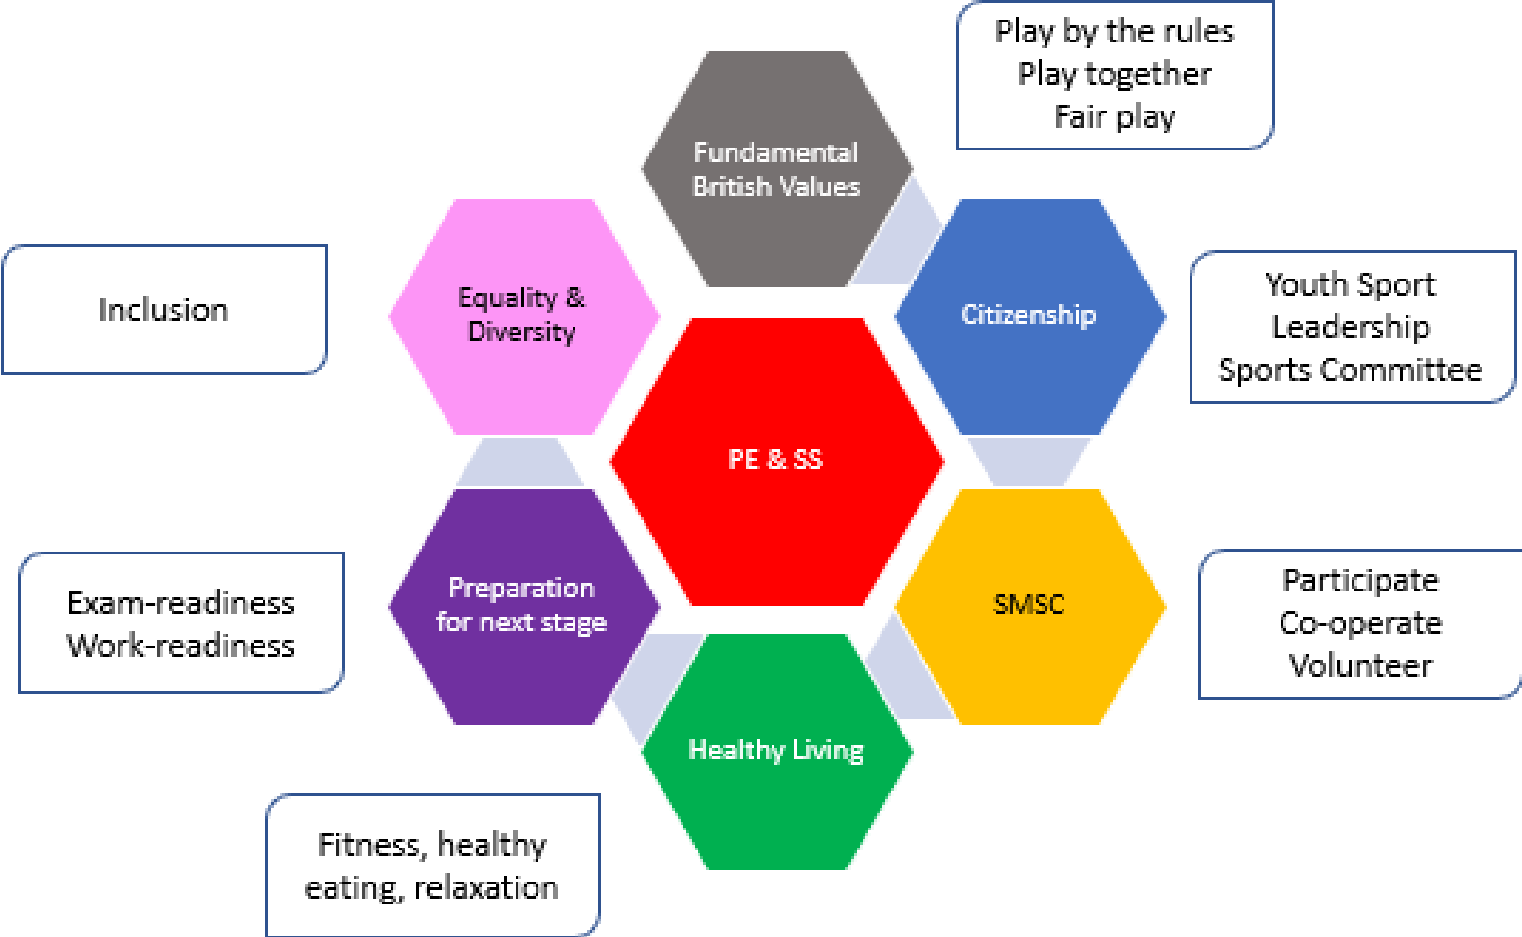 Play by the rules
Play together
Fair play
Fundamental
British Values
Equality &
Diversity
Inclusion
Citizenship
Youth Sport
Leadership
Sports Committee
PE & SS
Preparation
for next stage
Exam-readiness
Work-readiness
SMSC
Participate
Co-operate
Volunteer
Healthy Living
Fitness, healthy
eating, relaxation